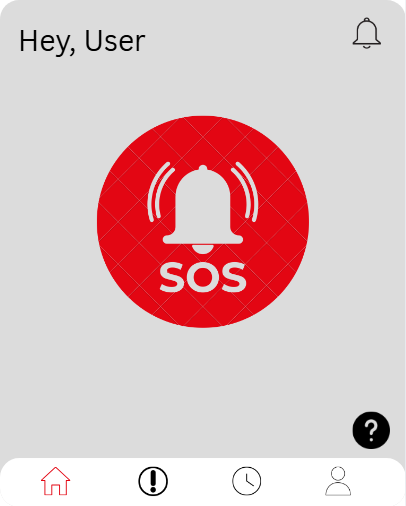 Hey, User
SOS
?